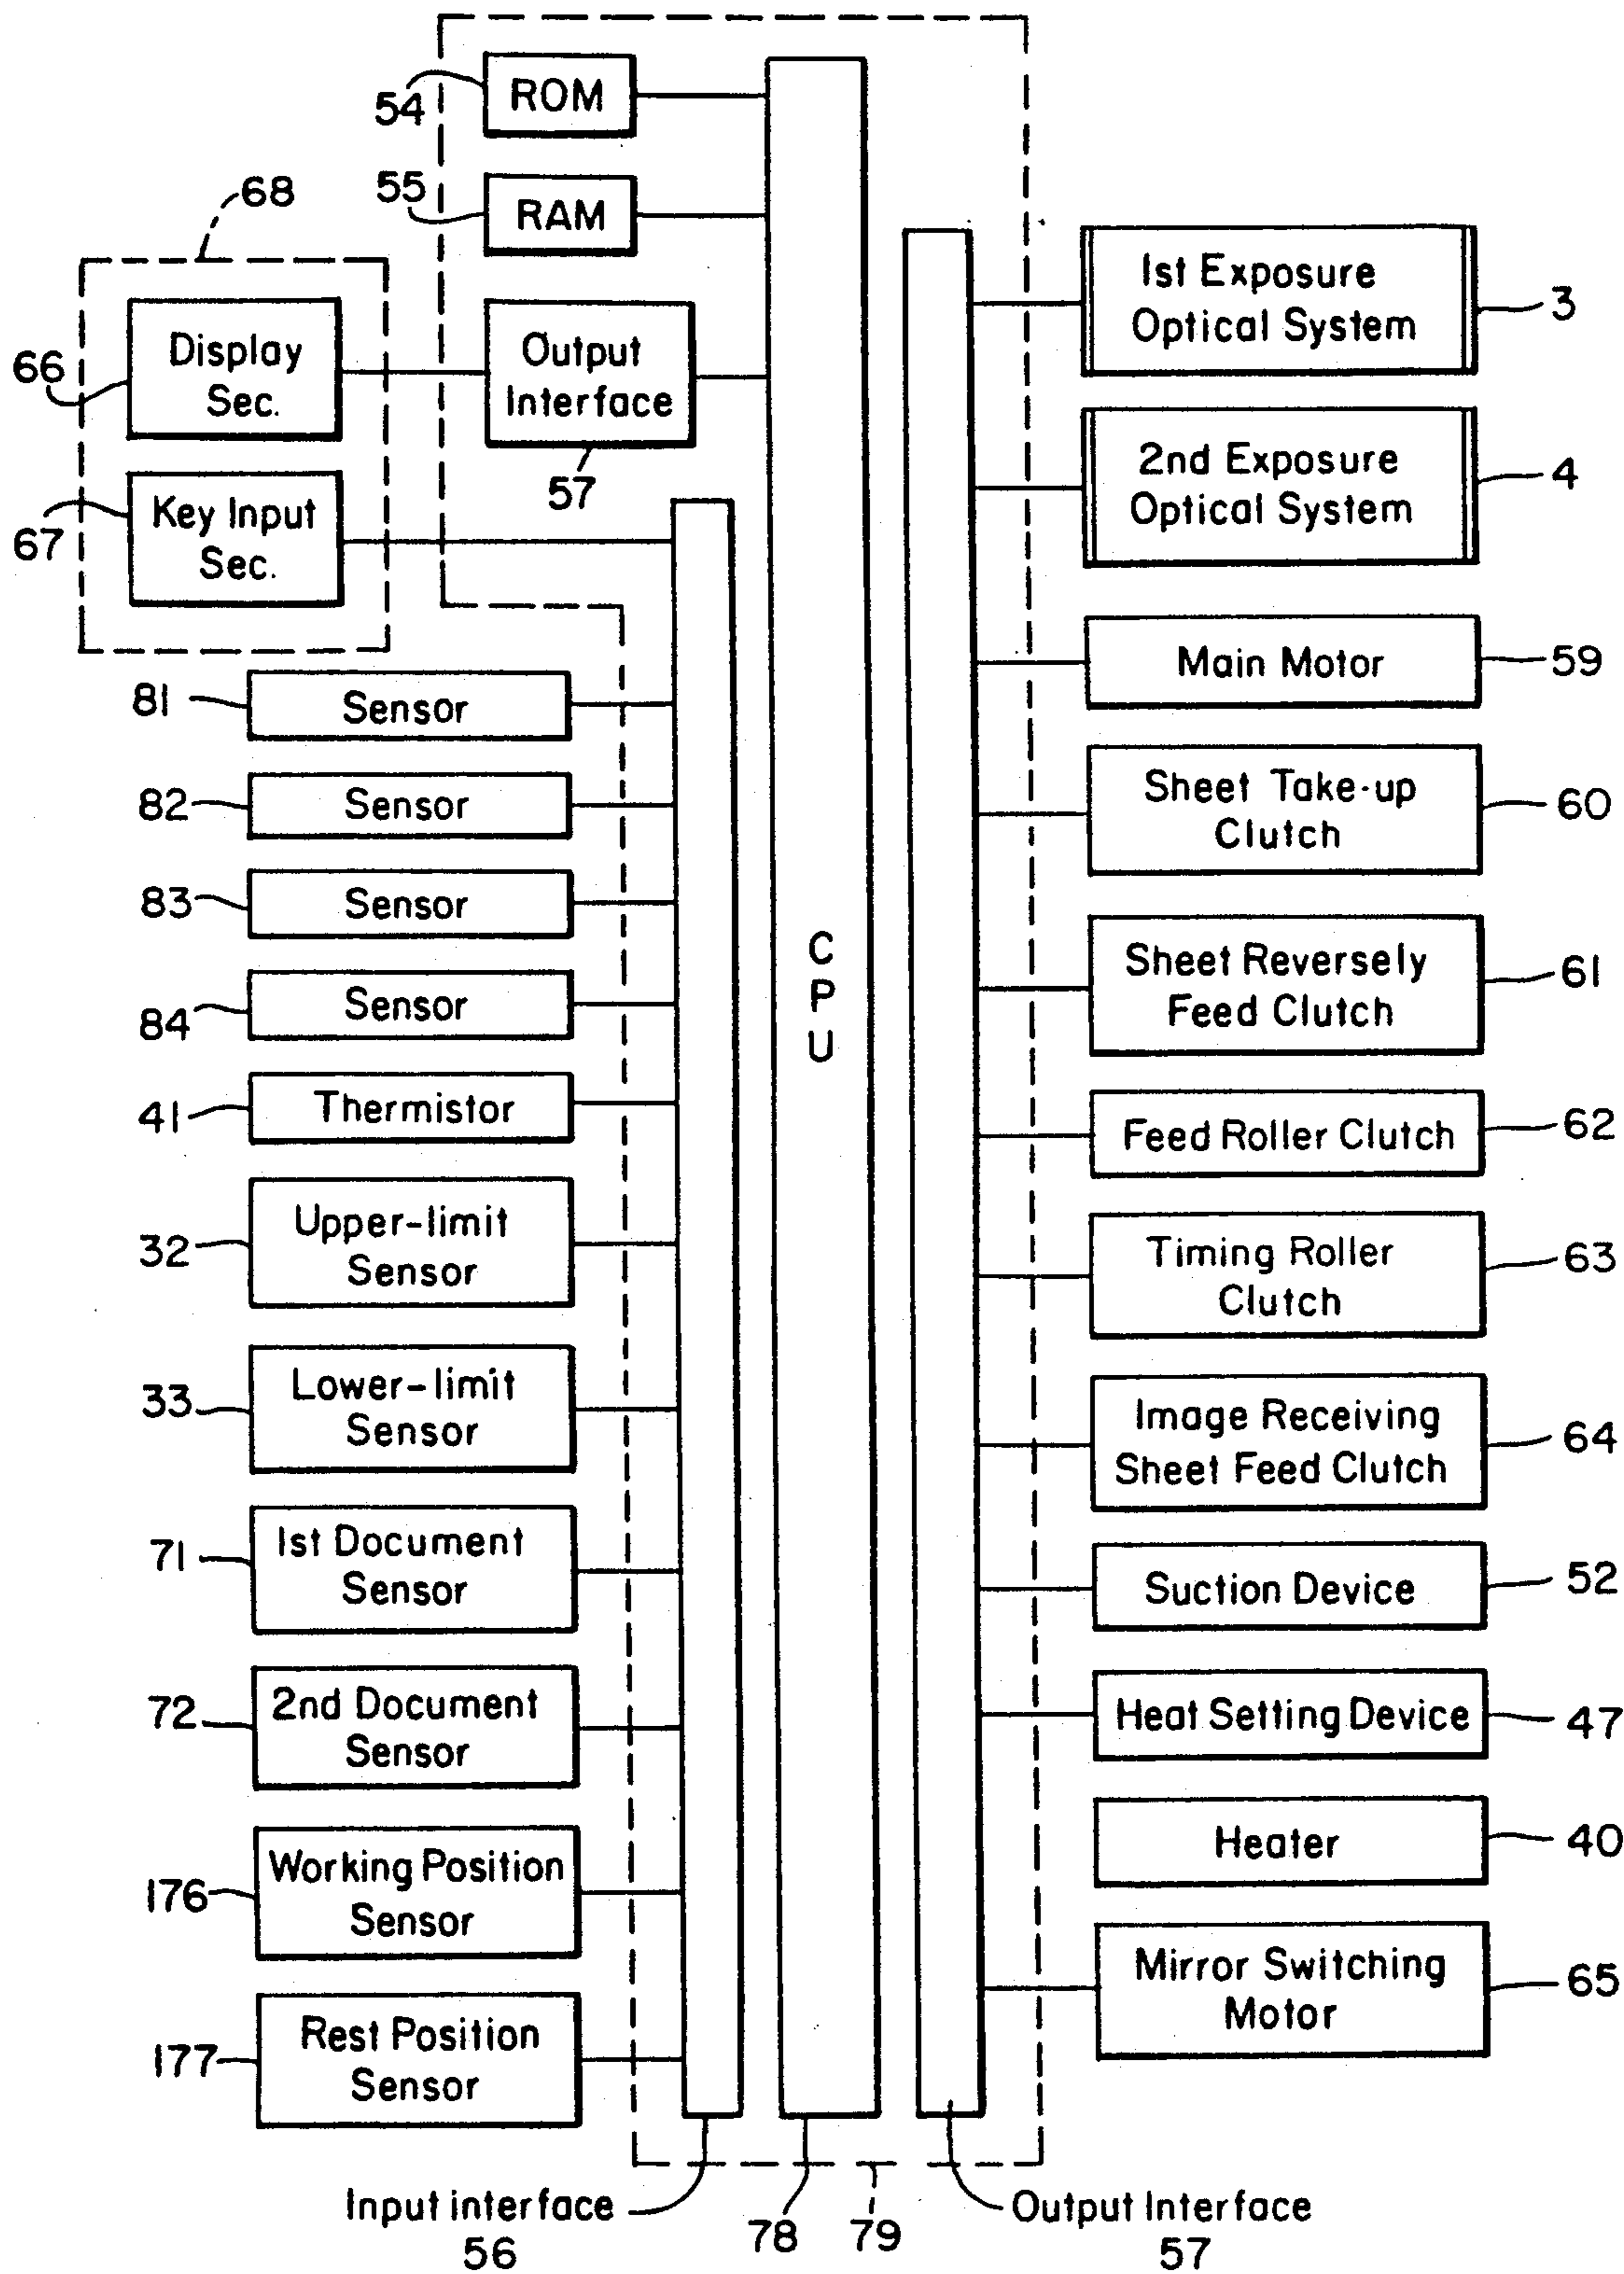 54
ROM
55
RAM
68
66
Display
Sec.
Output
Interface
57
67
Key Input
Sec.
81
Sensor
82
Sensor
83
Sensor
84
Sensor
41
Thermistor
32
Upper-limit
Sensor
33
Lower-limit
Sensor
71
1st Document
Sensor
72
2nd Document
Sensor
176
Working Position
Sensor
177
Rest Position
Sensor
C
P
U
1st Exposure
Optical System
3
2nd Exposure
Optical System
4
Main Motor
59
Sheet Take-up
Clutch
60
Sheet Reversely
Feed Clutch
61
Feed Roller Clutch
62
Timing Roller
Clutch
63
Image Receiving
Sheet Feed Clutch
64
Suction Device
52
Heat Setting Device
47
Heater
40
Mirror Switching
Motor
65
Input interface
56
78
79
Output Interface
57